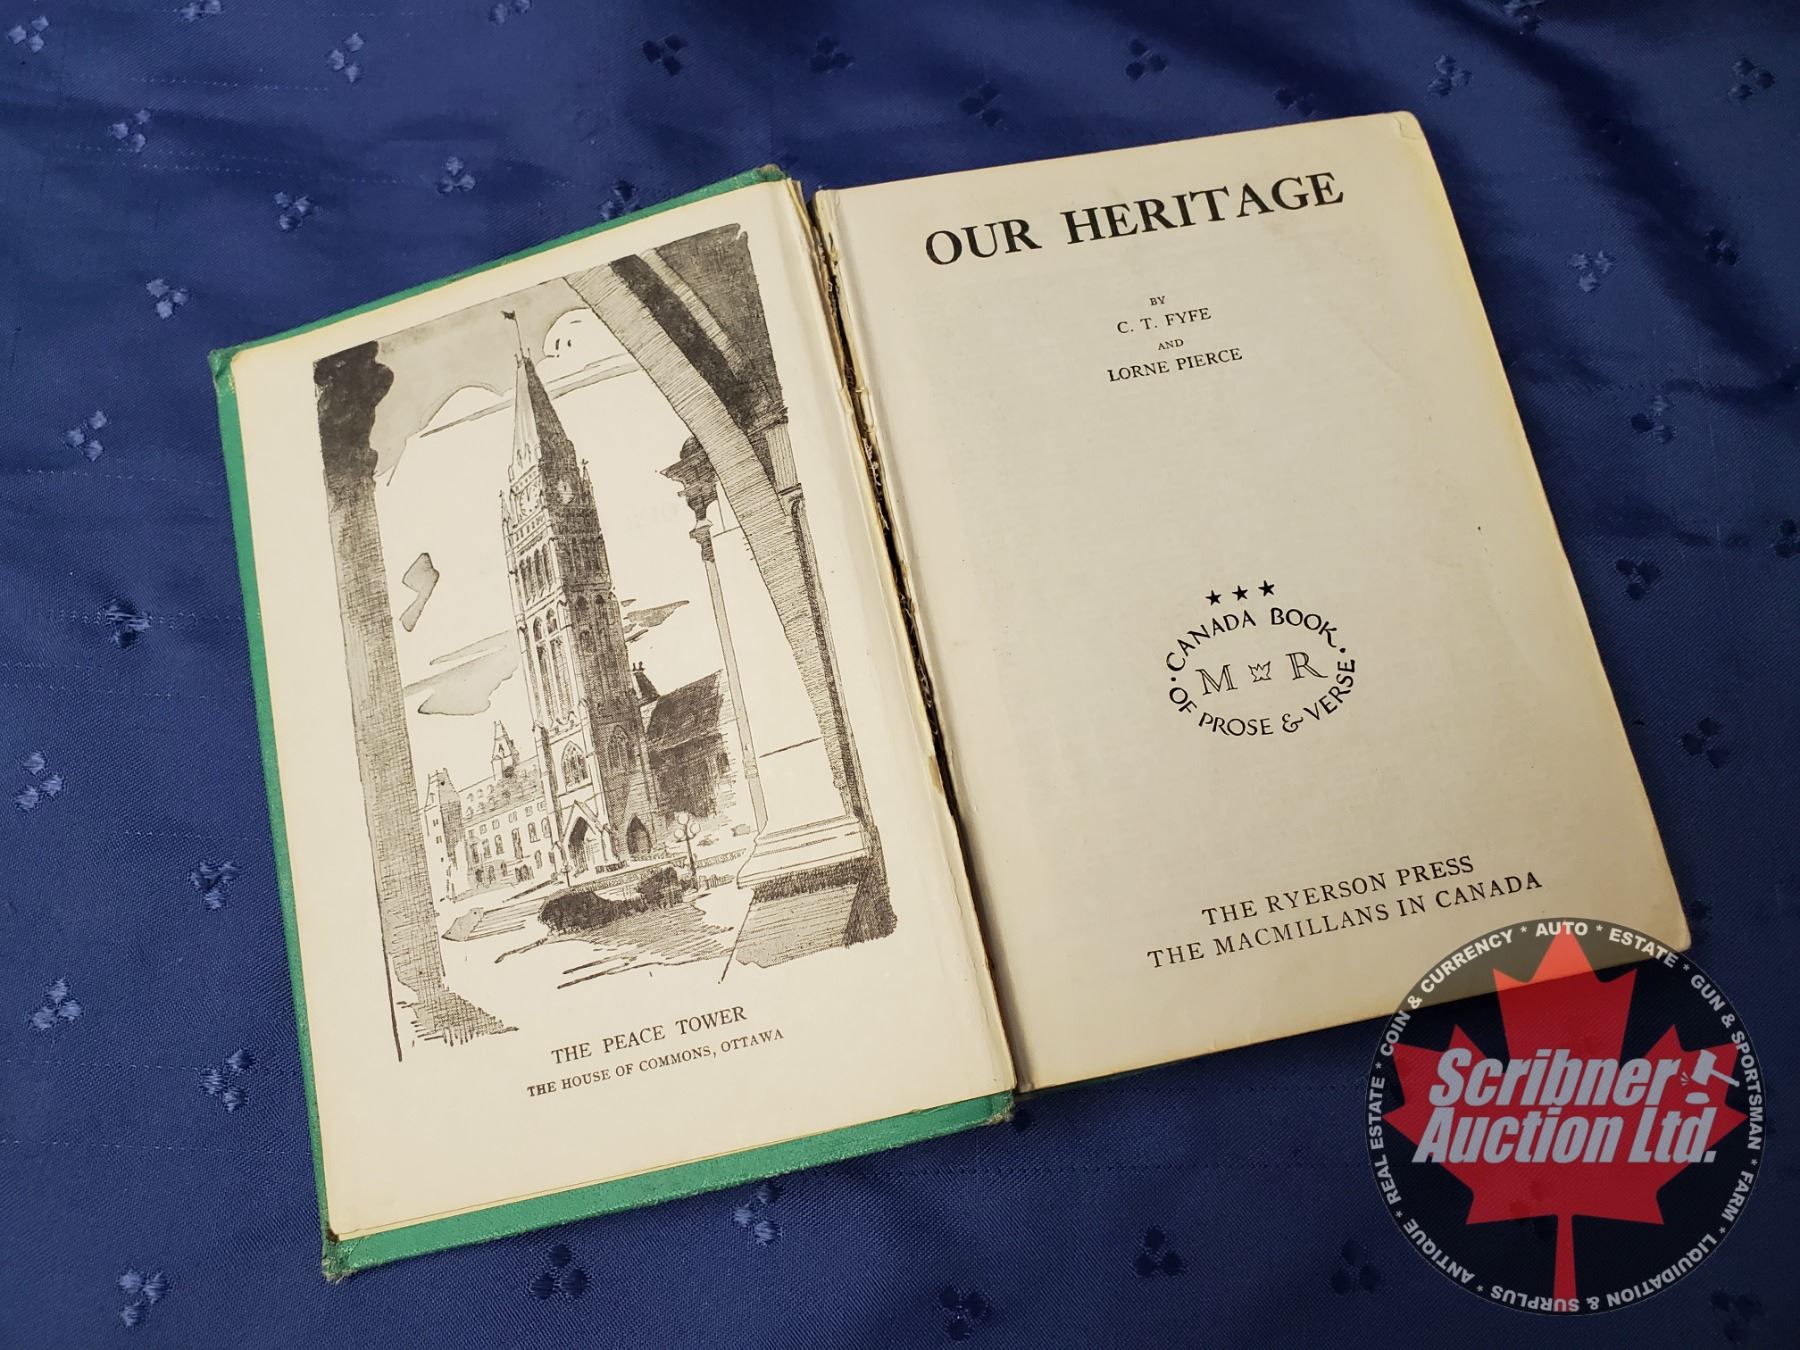 THE PEACE TOWER
THE HOUSE OF COMMONS, OTTAWA
OUR HERITAGE
BY
C. T. FYFE
AND
LORNE PIERCE
★ ★ ★
· CANADA BOOK ·
M R
OF PROSE & VERSE
THE RYERSON PRESS
THE MACMILLANS IN CANADA
Scribner
Auction Ltd.
* COIN & CURRENCY * AUTO * ESTATE * GUN & SPORTSMAN * FARM * LIQUIDATION & SURPLUS * ANTIQUE * REAL ESTATE